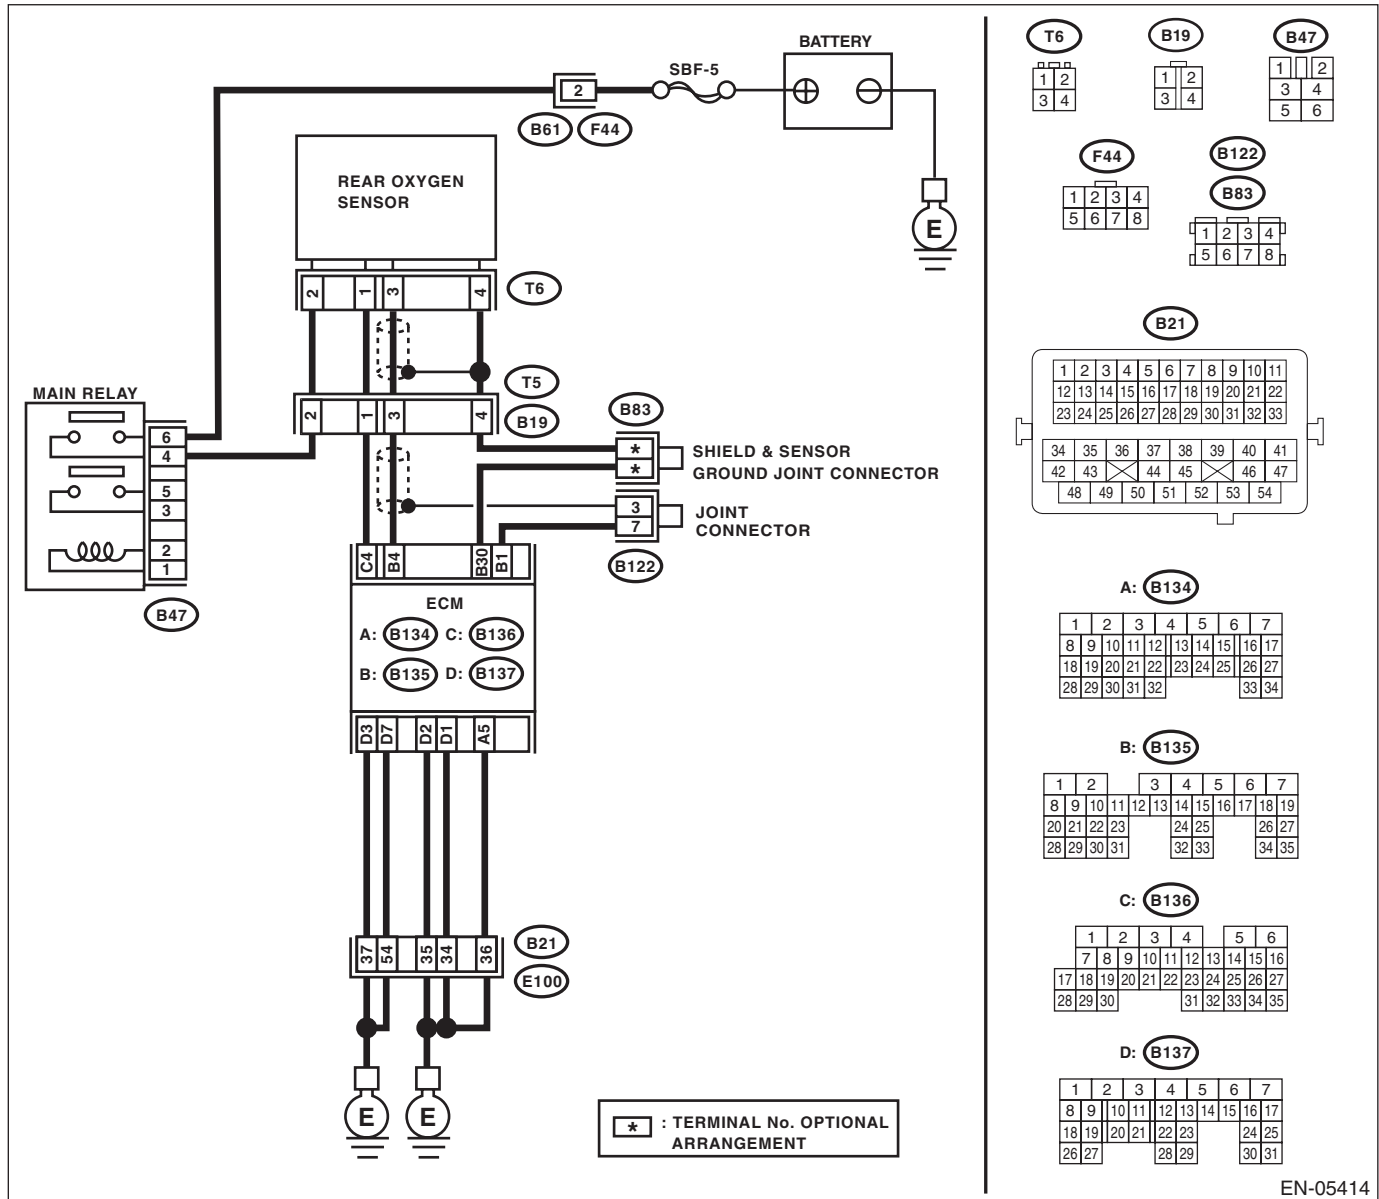 BATTERY
SBF-5
2
B61 F44
E
REAR OXYGEN
SENSOR
2 1 3 4
T6
MAIN RELAY
6
4
5
3
2
1
B47
T5
2 1 3 4
B19
B83
*
*
SHIELD & SENSOR
GROUND JOINT CONNECTOR
3
7
JOINT
CONNECTOR
B122
C4 B4 B30 B1
ECM
A: B134 C: B136
B: B135 D: B137
D3 D7 D2 D1 A5
37 54 35 34 36
B21
E100
E E
* : TERMINAL No. OPTIONAL
ARRANGEMENT
T6
1 2
3 4
B19
1 2
3 4
B47
1 2
3 4
5 6
F44
1 2 3 4
5 6 7 8
B122
B83
1 2 3 4
5 6 7 8
B21
1 2 3 4 5 6 7 8 9 10 11
12 13 14 15 16 17 18 19 20 21 22
23 24 25 26 27 28 29 30 31 32 33
34 35 36 37 38 39 40 41
42 43 44 45 46 47
48 49 50 51 52 53 54
A: B134
1 2 3 4 5 6 7
8 9 10 11 12 13 14 15 16 17
18 19 20 21 22 23 24 25 26 27
28 29 30 31 32 33 34
B: B135
1 2 3 4 5 6 7
8 9 10 11 12 13 14 15 16 17 18 19
20 21 22 23 24 25 26 27
28 29 30 31 32 33 34 35
C: B136
1 2 3 4 5 6
7 8 9 10 11 12 13 14 15 16
17 18 19 20 21 22 23 24 25 26 27
28 29 30 31 32 33 34 35
D: B137
1 2 3 4 5 6 7
8 9 10 11 12 13 14 15 16 17
18 19 20 21 22 23 24 25
26 27 28 29 30 31
EN-05414